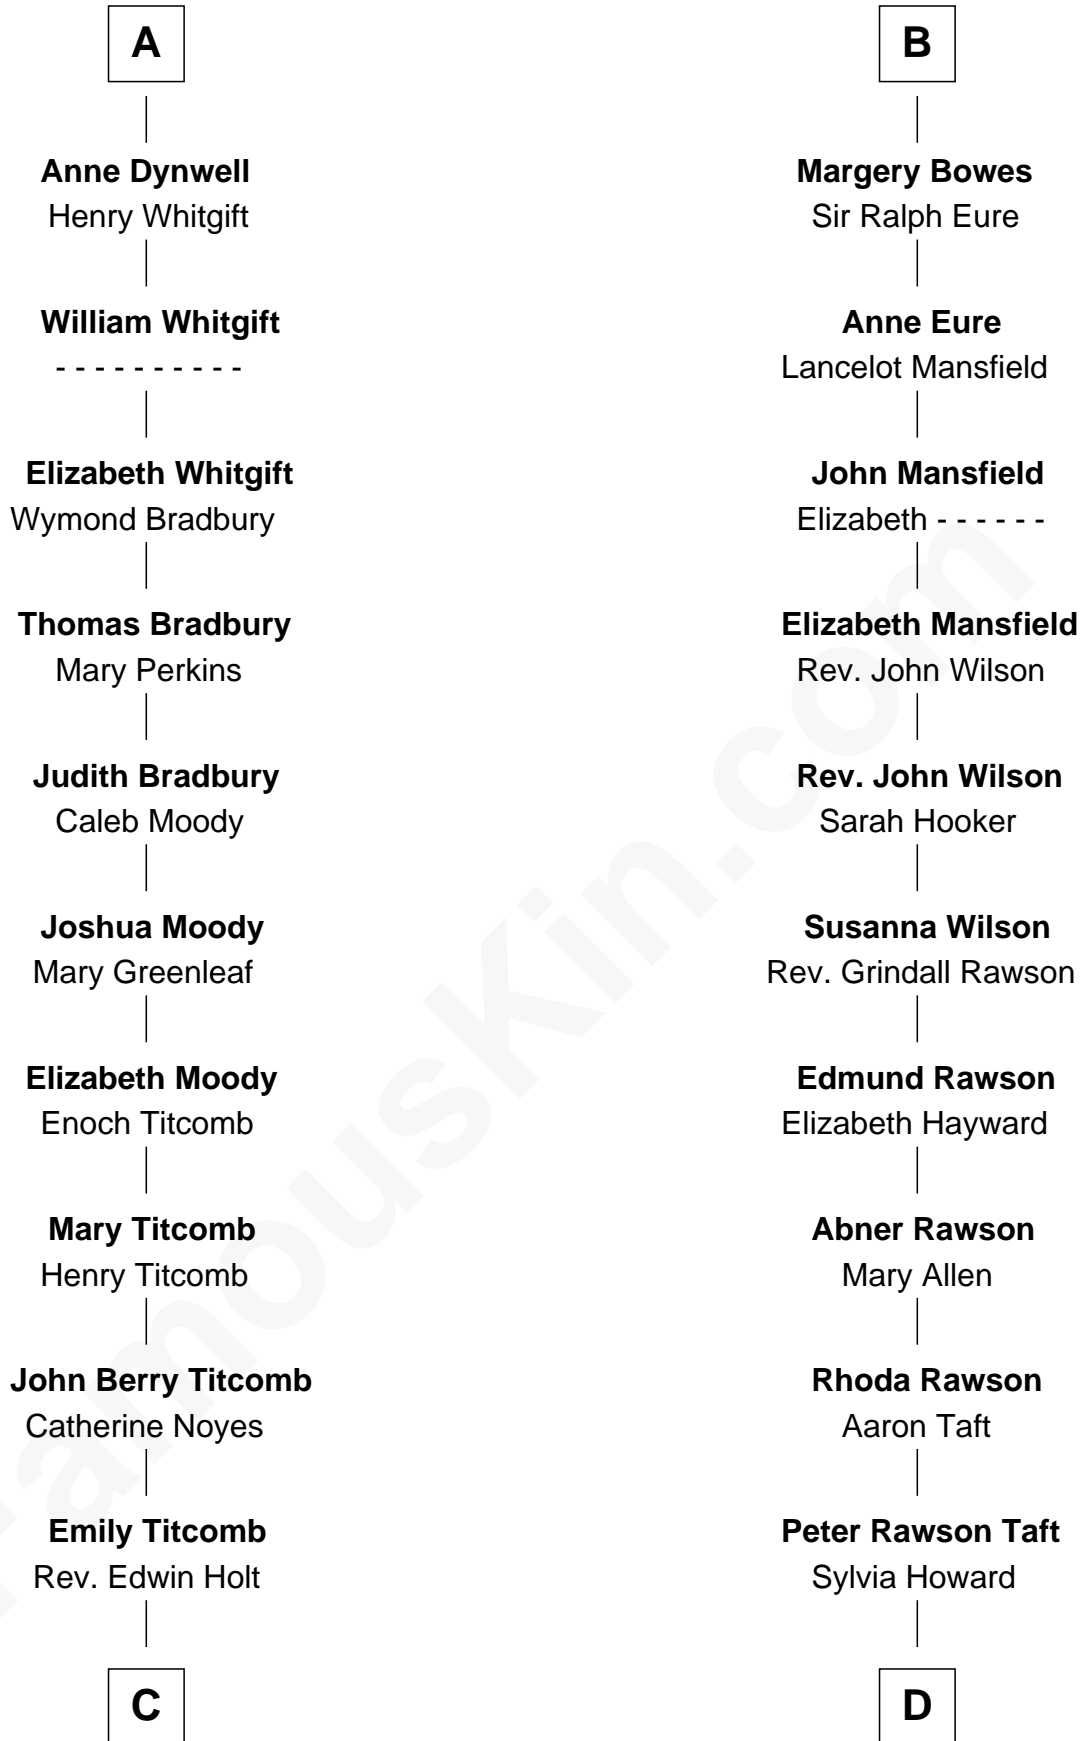 A
Anne Dynwell
Henry Whitgift
William Whitgift
- - - - - - - - - -
Elizabeth Whitgift
Wymond Bradbury
Thomas Bradbury
Mary Perkins
Judith Bradbury
Caleb Moody
Joshua Moody
Mary Greenleaf
Elizabeth Moody
Enoch Titcomb
Mary Titcomb
Henry Titcomb
John Berry Titcomb
Catherine Noyes
Emily Titcomb
Rev. Edwin Holt
C
B
Margery Bowes
Sir Ralph Eure
Anne Eure
Lancelot Mansfield
John Mansfield
Elizabeth - - - - - -
Elizabeth Mansfield
Rev. John Wilson
Rev. John Wilson
Sarah Hooker
Susanna Wilson
Rev. Grindall Rawson
Edmund Rawson
Elizabeth Hayward
Abner Rawson
Mary Allen
Rhoda Rawson
Aaron Taft
Peter Rawson Taft
Sylvia Howard
D
FamousKin.com